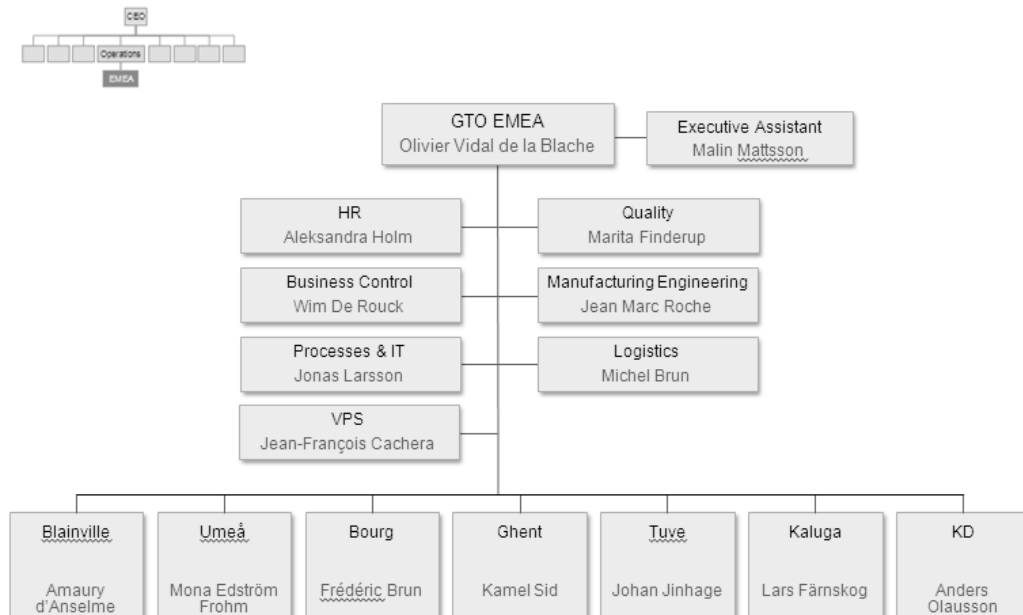 CEO
Operations
EMEA
GTO EMEA
Olivier Vidal de la Blache
Executive Assistant
Malin Mattsson
HR
Aleksandra Holm
Quality
Marita Finderup
Business Control
Wim De Rouck
Manufacturing Engineering
Jean Marc Roche
Processes & IT
Jonas Larsson
Logistics
Michel Brun
VPS
Jean-François Cachera
Blainville
Amaury
d'Anselme
Umeå
Mona Edström
Frohm
Bourg
Frédéric Brun
Ghent
Kamel Sid
Tuve
Johan Jinhage
Kaluga
Lars Färnskog
KD
Anders
Olausson